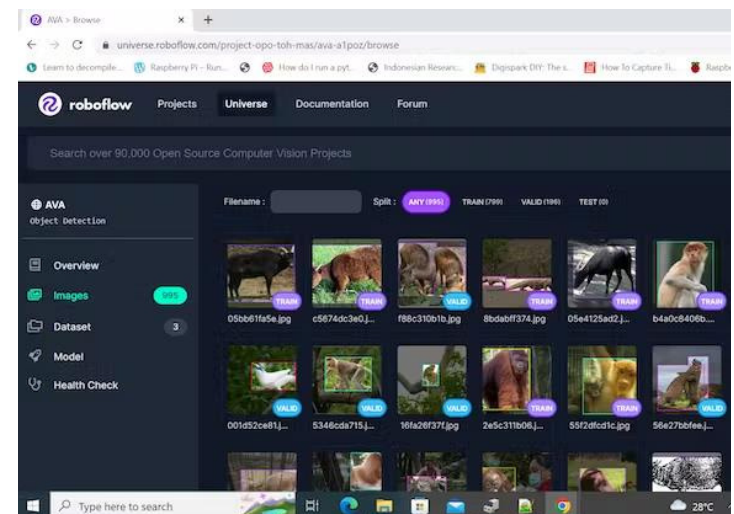 AVA > Browse
universe.roboflow.com/project-opo-toh-mas/ava-a1poz/browse
Learn to decompile... Raspberry Pi – Run... How do I run a pyt... Indonesian Researc... Digispark DIY: The s... How To Capture Ti...
roboflow Projects Universe Documentation Forum
Search over 90,000 Open Source Computer Vision Projects
AVA
Object Detection
Overview
Images 995
Dataset 3
Model
Health Check
Filename : Split : ANY (995) TRAIN (799) VALID (196) TEST (0)
TRAIN TRAIN VALID TRAIN TRAIN TRAIN
05bb61fa5e.jpg c5674dc3e0.j... f88c310b1b.jpg 8bdabff374.jpg 05e4125ad2.j... b4a0c8406b....
VALID TRAIN VALID TRAIN TRAIN VALID
001d52ce81.j... 5346cda715.j... 16fa26f37f.jpg 2e5c311b06.j... 55f2dfcd1c.jpg 56e27bbfee.j...
Type here to search 28°C